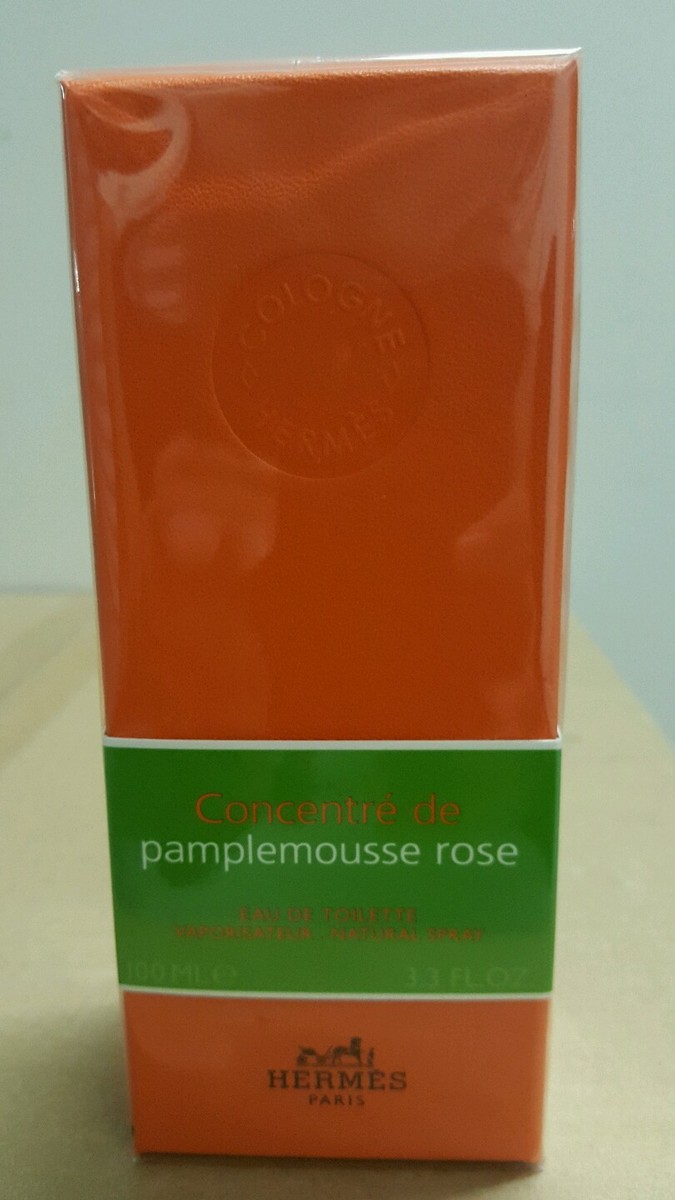 COLOGNE
HERMÈS
Concentré de
pamplemousse rose
EAU DE TOILETTE
VAPORISATEUR - NATURAL SPRAY
100 Ml ℮ 3.3 FL.OZ
HERMÈS
PARIS